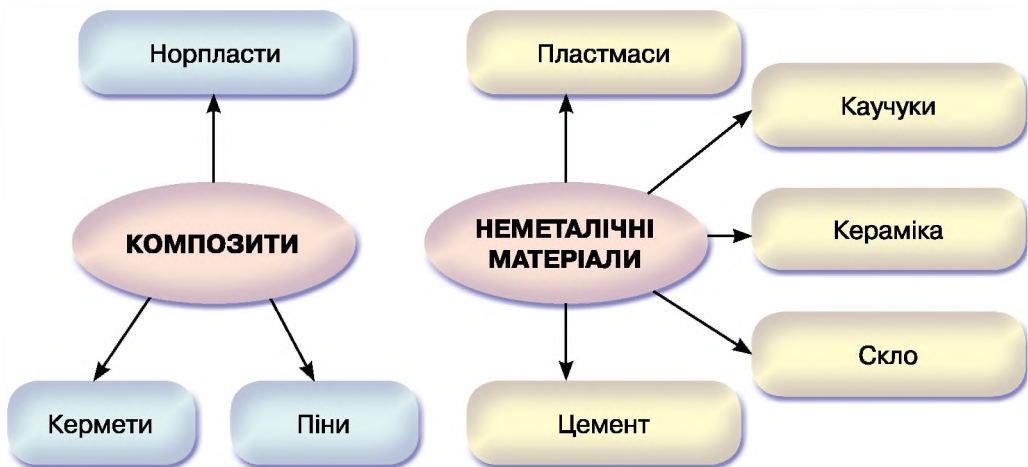 Норпласти
КОМПОЗИТИ
Кермети
Піни
Пластмаси
Каучуки
НЕМЕТАЛІЧНІ
МАТЕРІАЛИ
Кераміка
Скло
Цемент